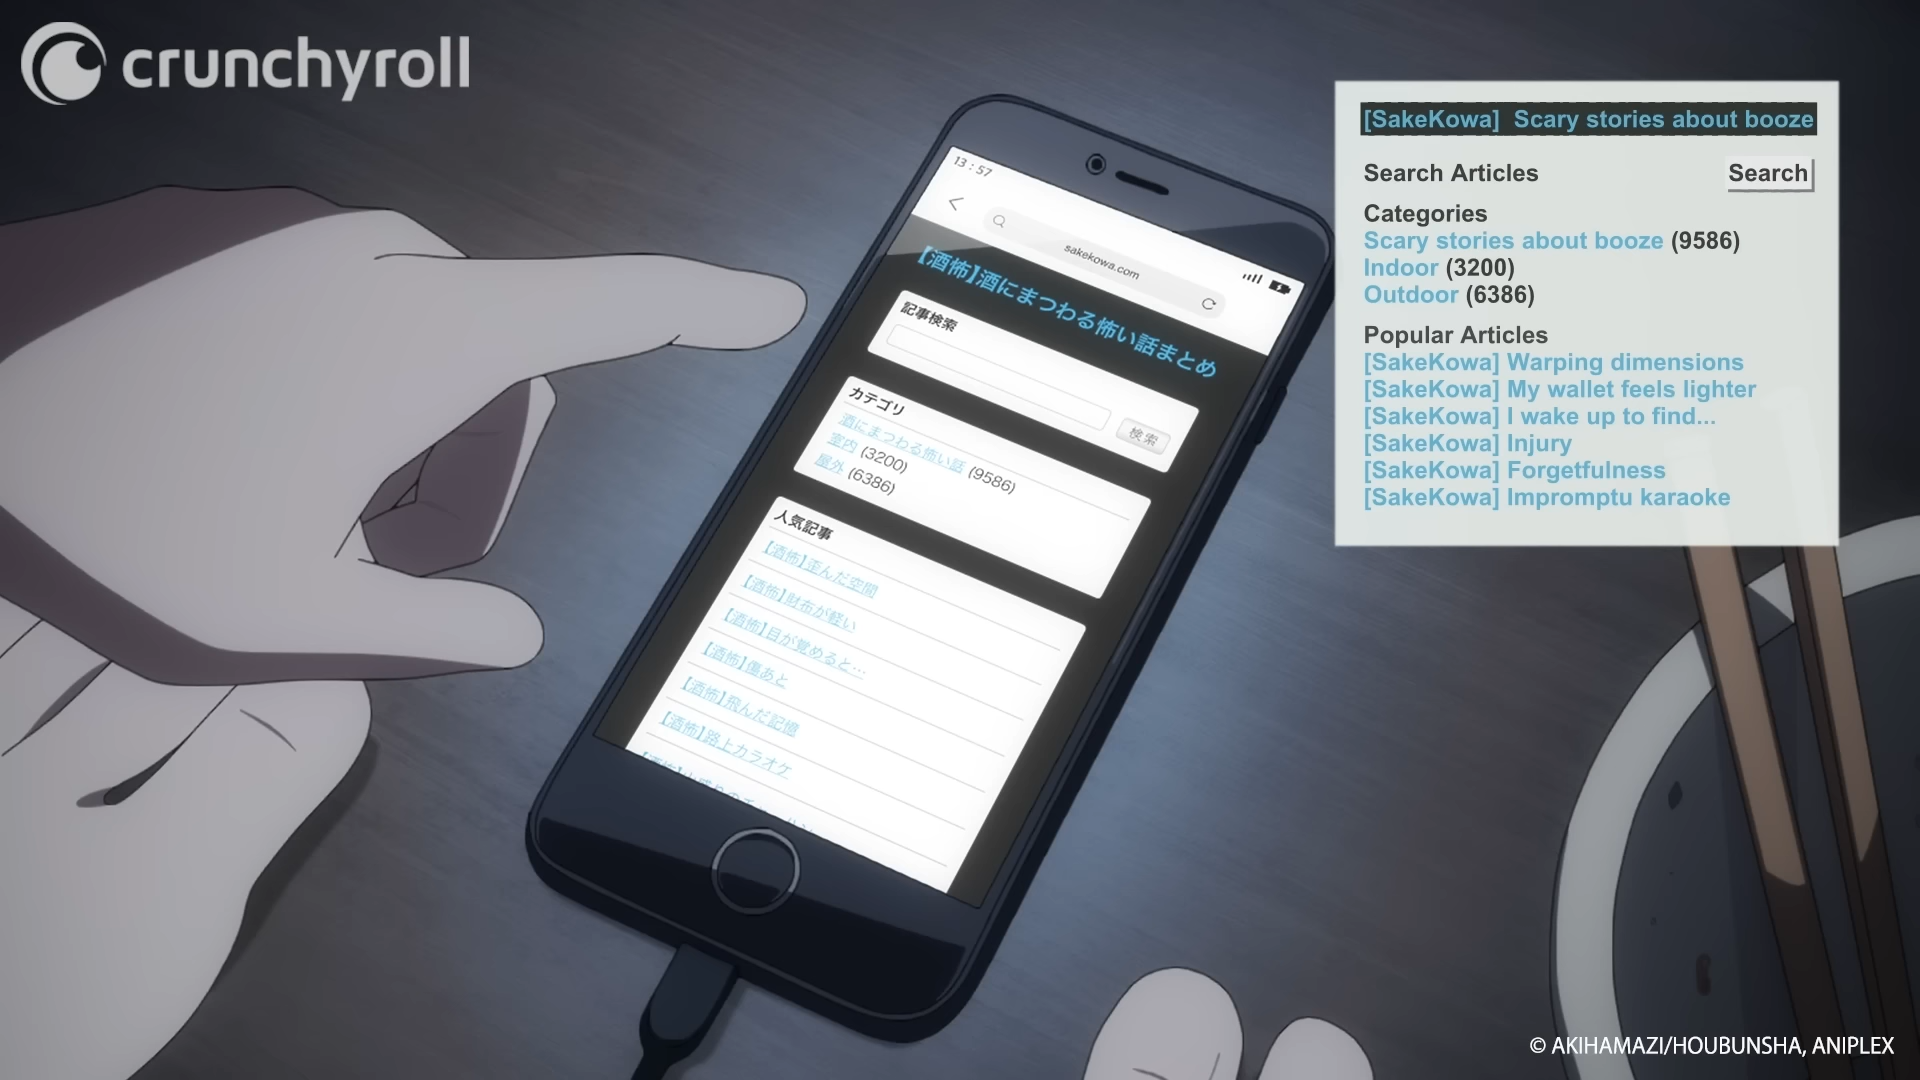 crunchyroll
13:57
sakekowa.com
【酒怖】酒にまつわる怖い話まとめ
記事検索
検索
カテゴリ
酒にまつわる怖い話 (9586)
室内 (3200)
屋外 (6386)
人気記事
【酒怖】歪んだ空間
【酒怖】財布が軽い
【酒怖】目が覚めると…
【酒怖】傷あと
【酒怖】飛んだ記憶
【酒怖】路上カラオケ
[SakeKowa] Scary stories about booze
Search Articles Search
Categories
Scary stories about booze (9586)
Indoor (3200)
Outdoor (6386)
Popular Articles
[SakeKowa] Warping dimensions
[SakeKowa] My wallet feels lighter
[SakeKowa] I wake up to find...
[SakeKowa] Injury
[SakeKowa] Forgetfulness
[SakeKowa] Impromptu karaoke
© AKIHAMAZI/HOUBUNSHA, ANIPLEX